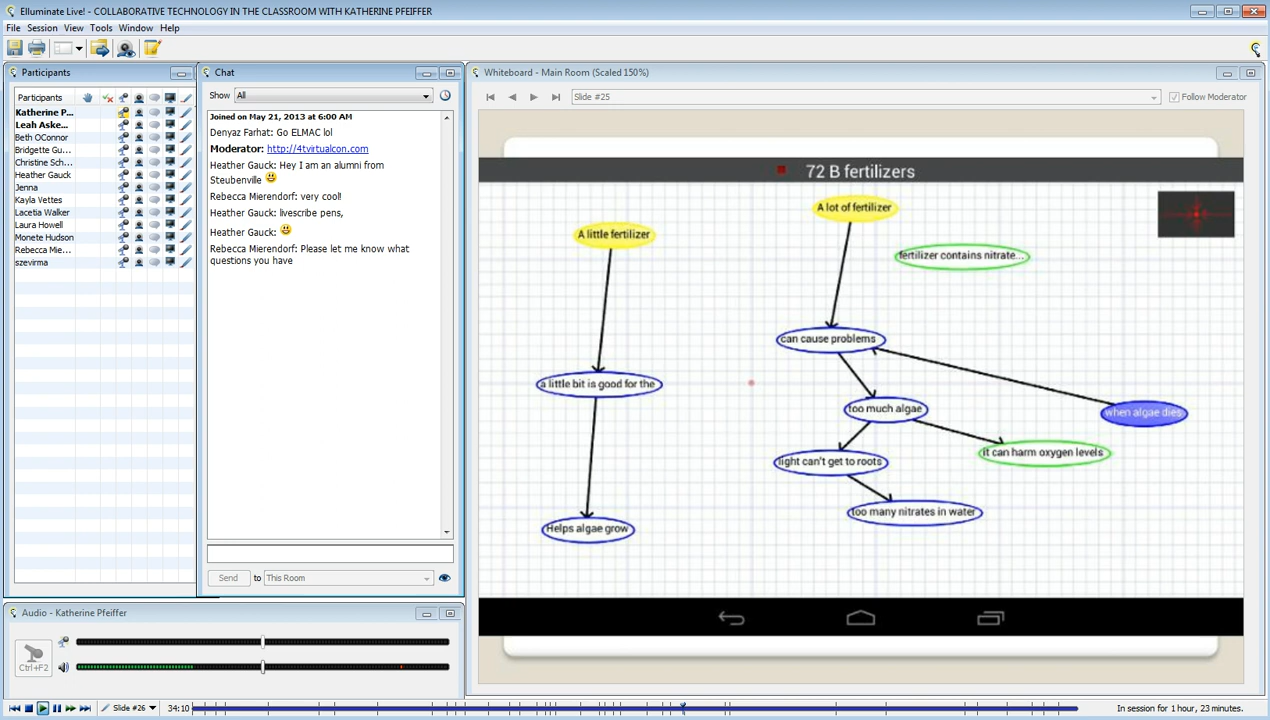 Elluminate Live! - COLLABORATIVE TECHNOLOGY IN THE CLASSROOM WITH KATHERINE PFEIFFER
File Session View Tools Window Help
Participants
Participants
Katherine P...
Leah Aske...
Beth OConnor
Bridgette Gu...
Christine Sch...
Heather Gauck
Jenna
Kayla Vettes
Lacetia Walker
Laura Howell
Monete Hudson
Rebecca Mie...
szevirma
Chat
Show All
Joined on May 21, 2013 at 6:00 AM
Denyaz Farhat: Go ELMAC lol
Moderator: http://4tvirtualcon.com
Heather Gauck: Hey I am an alumni from
Steubenville
Rebecca Mierendorf: very cool!
Heather Gauck: livescribe pens,
Heather Gauck:
Rebecca Mierendorf: Please let me know what
questions you have
Send to This Room
Whiteboard - Main Room (Scaled 150%)
Slide #25 Follow Moderator
72 B fertilizers
A little fertilizer
a little bit is good for the
Helps algae grow
A lot of fertilizer
fertilizer contains nitrate...
can cause problems
too much algae
when algae dies
it can harm oxygen levels
light can't get to roots
too many nitrates in water
Audio - Katherine Pfeiffer
Ctrl+F2
Slide #26 34:10 In session for 1 hour, 23 minutes.